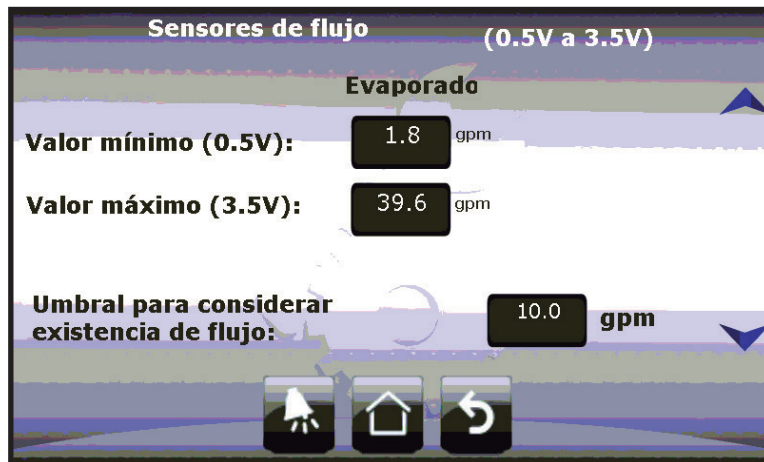 Sensores de flujo (0.5V a 3.5V)
Evaporado
Valor mínimo (0.5V): 1.8 gpm
Valor máximo (3.5V): 39.6 gpm
Umbral para considerar
existencia de flujo: 10.0 gpm